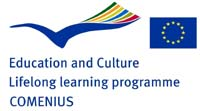 Education and Culture
Lifelong learning programme
COMENIUS